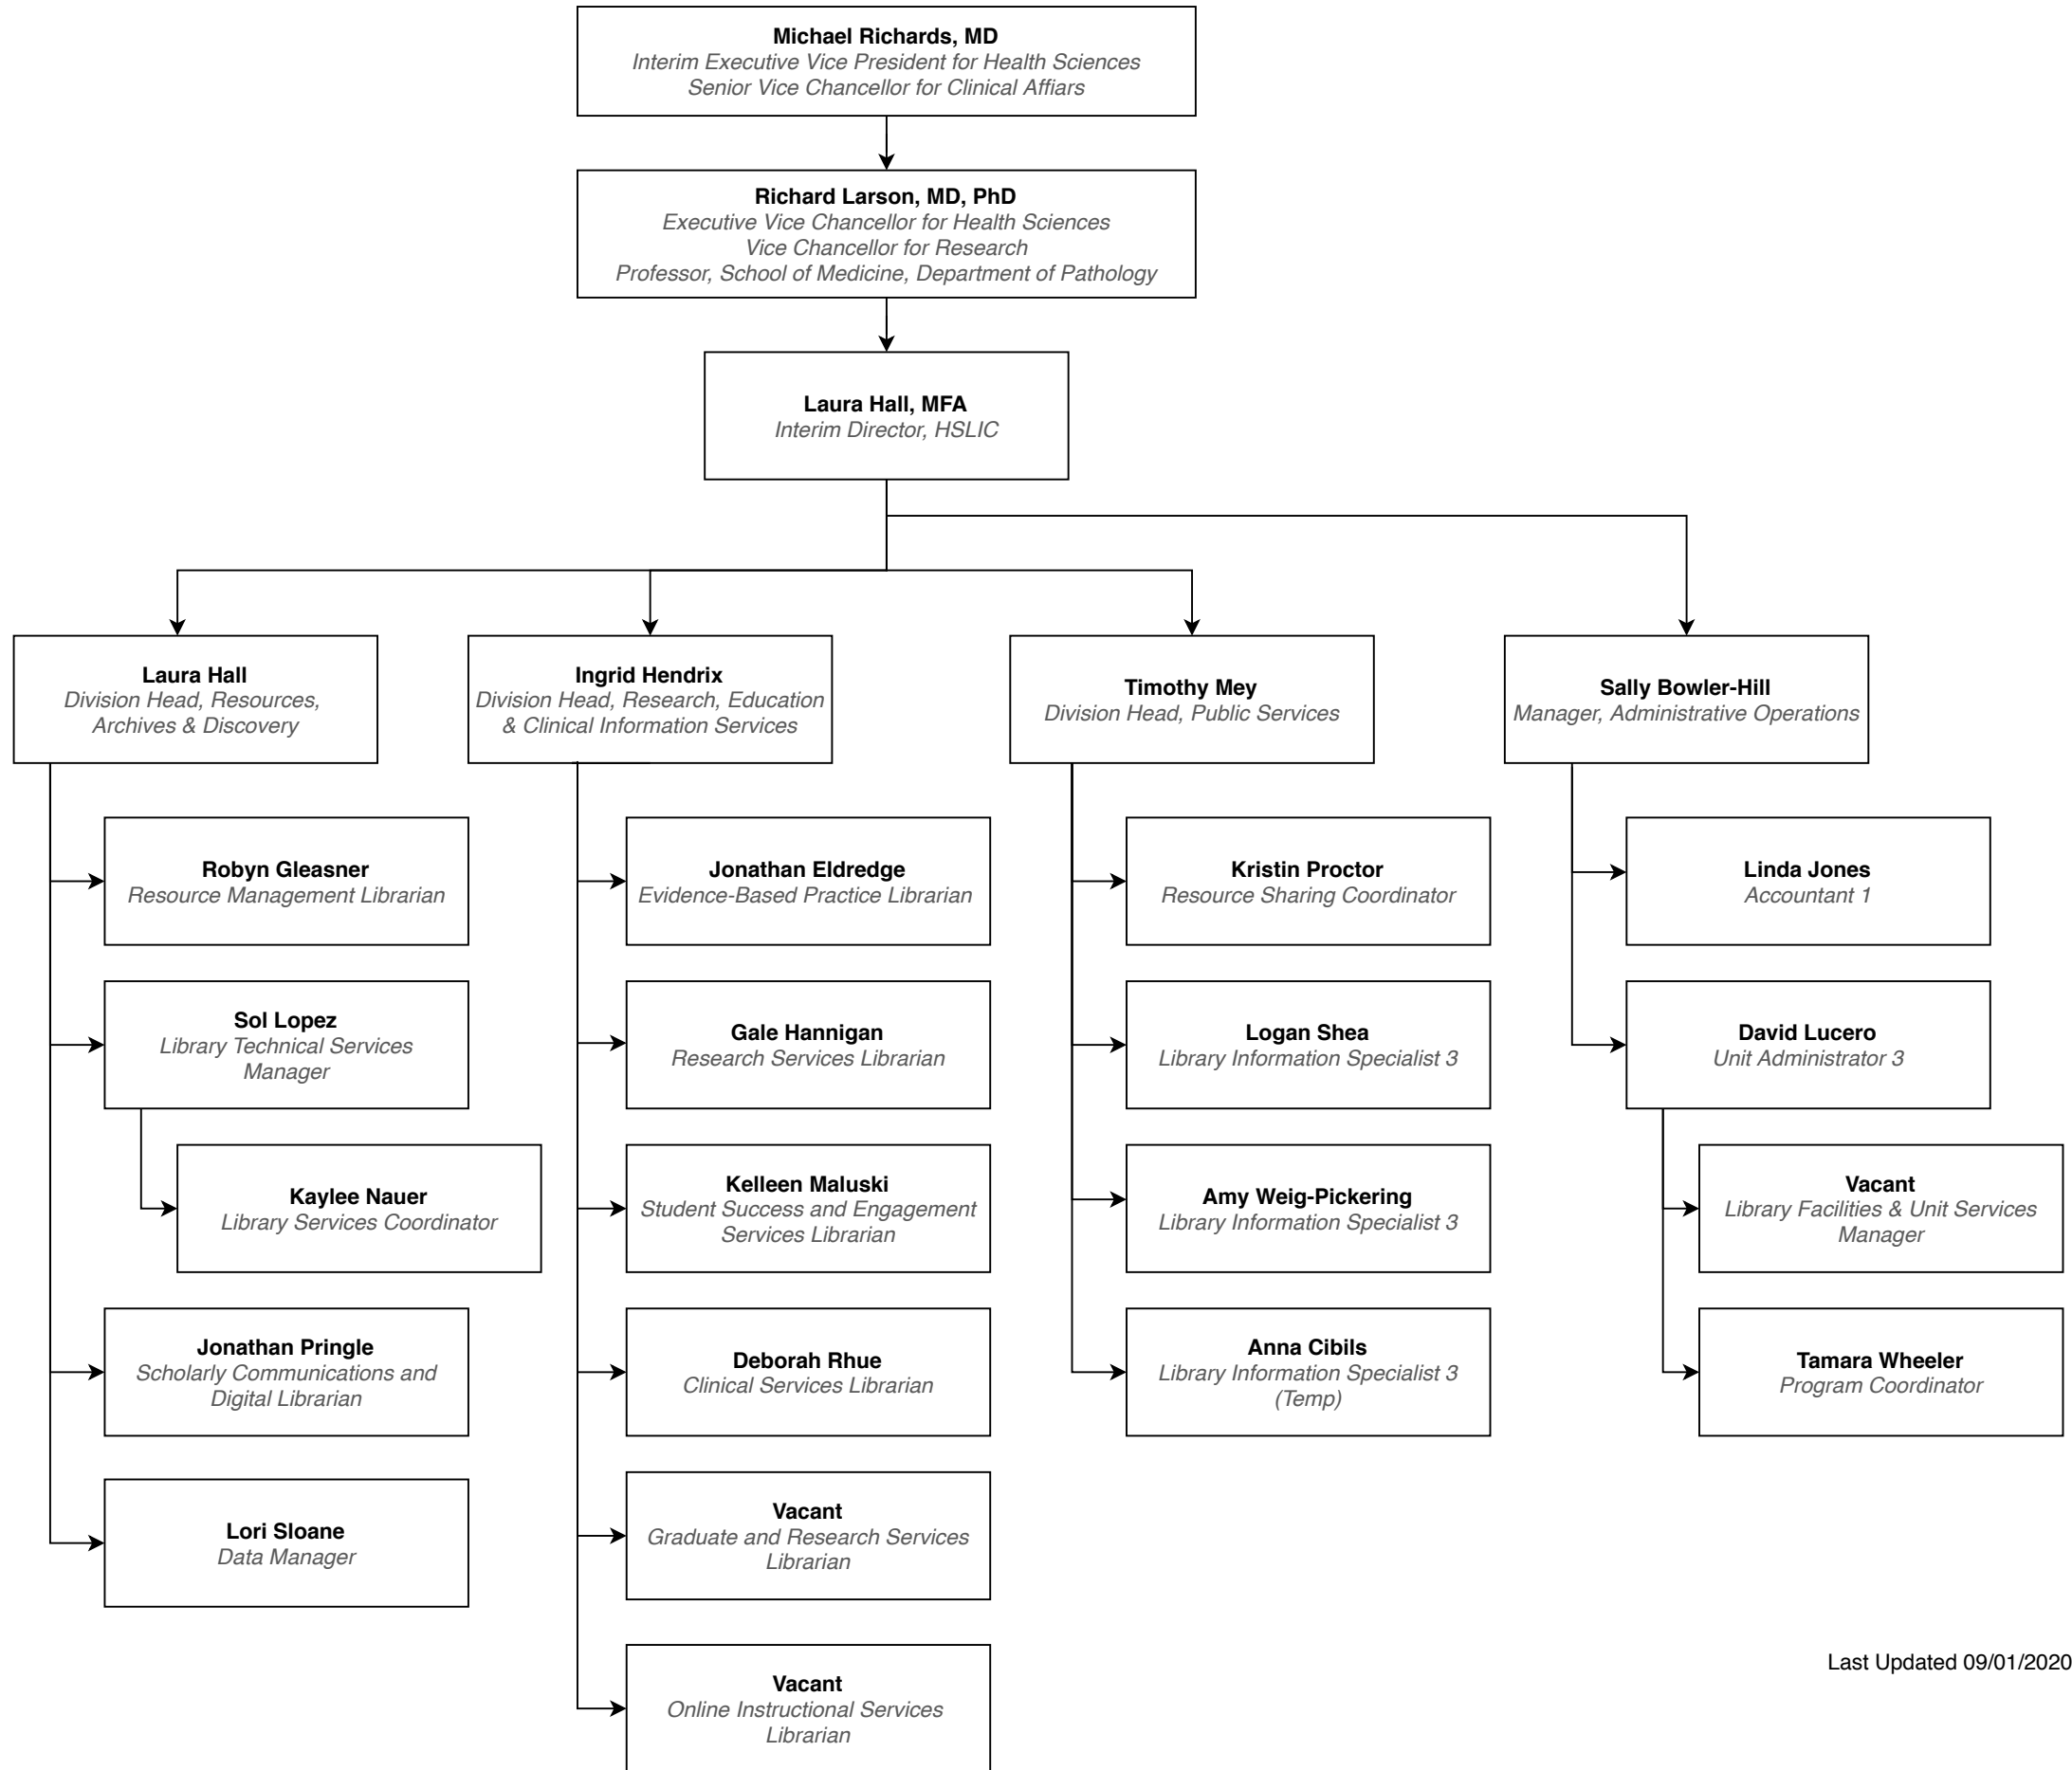 Michael Richards, MD
Interim Executive Vice President for Health Sciences
Senior Vice Chancellor for Clinical Affiars
Richard Larson, MD, PhD
Executive Vice Chancellor for Health Sciences
Vice Chancellor for Research
Professor, School of Medicine, Department of Pathology
Laura Hall, MFA
Interim Director, HSLIC
Laura Hall
Division Head, Resources,
Archives & Discovery
Ingrid Hendrix
Division Head, Research, Education
& Clinical Information Services
Timothy Mey
Division Head, Public Services
Sally Bowler-Hill
Manager, Administrative Operations
Robyn Gleasner
Resource Management Librarian
Sol Lopez
Library Technical Services
Manager
Kaylee Nauer
Library Services Coordinator
Jonathan Pringle
Scholarly Communications and
Digital Librarian
Lori Sloane
Data Manager
Jonathan Eldredge
Evidence-Based Practice Librarian
Gale Hannigan
Research Services Librarian
Kelleen Maluski
Student Success and Engagement
Services Librarian
Deborah Rhue
Clinical Services Librarian
Vacant
Graduate and Research Services
Librarian
Vacant
Online Instructional Services
Librarian
Kristin Proctor
Resource Sharing Coordinator
Logan Shea
Library Information Specialist 3
Amy Weig-Pickering
Library Information Specialist 3
Anna Cibils
Library Information Specialist 3
(Temp)
Linda Jones
Accountant 1
David Lucero
Unit Administrator 3
Vacant
Library Facilities & Unit Services
Manager
Tamara Wheeler
Program Coordinator
Last Updated 09/01/2020